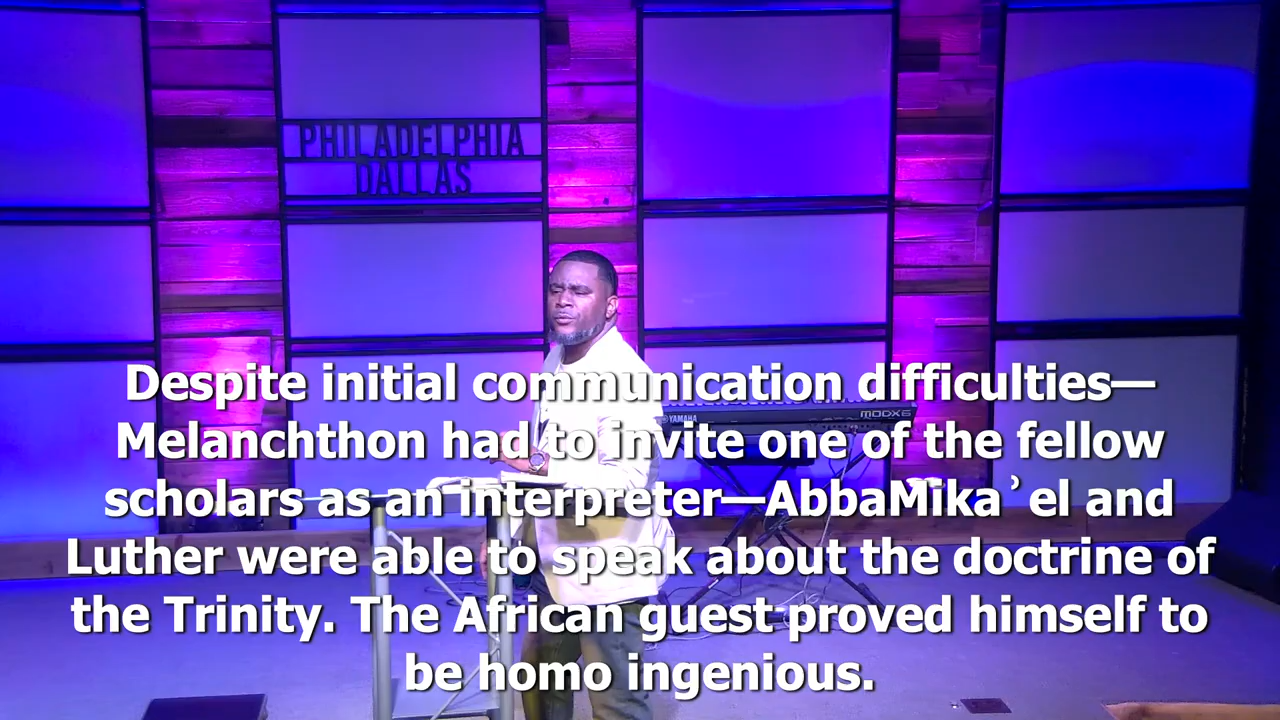 PHILADELPHIA
DALLAS
YAMAHA
MODX6
Despite initial communication difficulties—
Melanchthon had to invite one of the fellow
scholars as an interpreter—AbbaMikaʾel and
Luther were able to speak about the doctrine of
the Trinity. The African guest proved himself to
be homo ingenious.